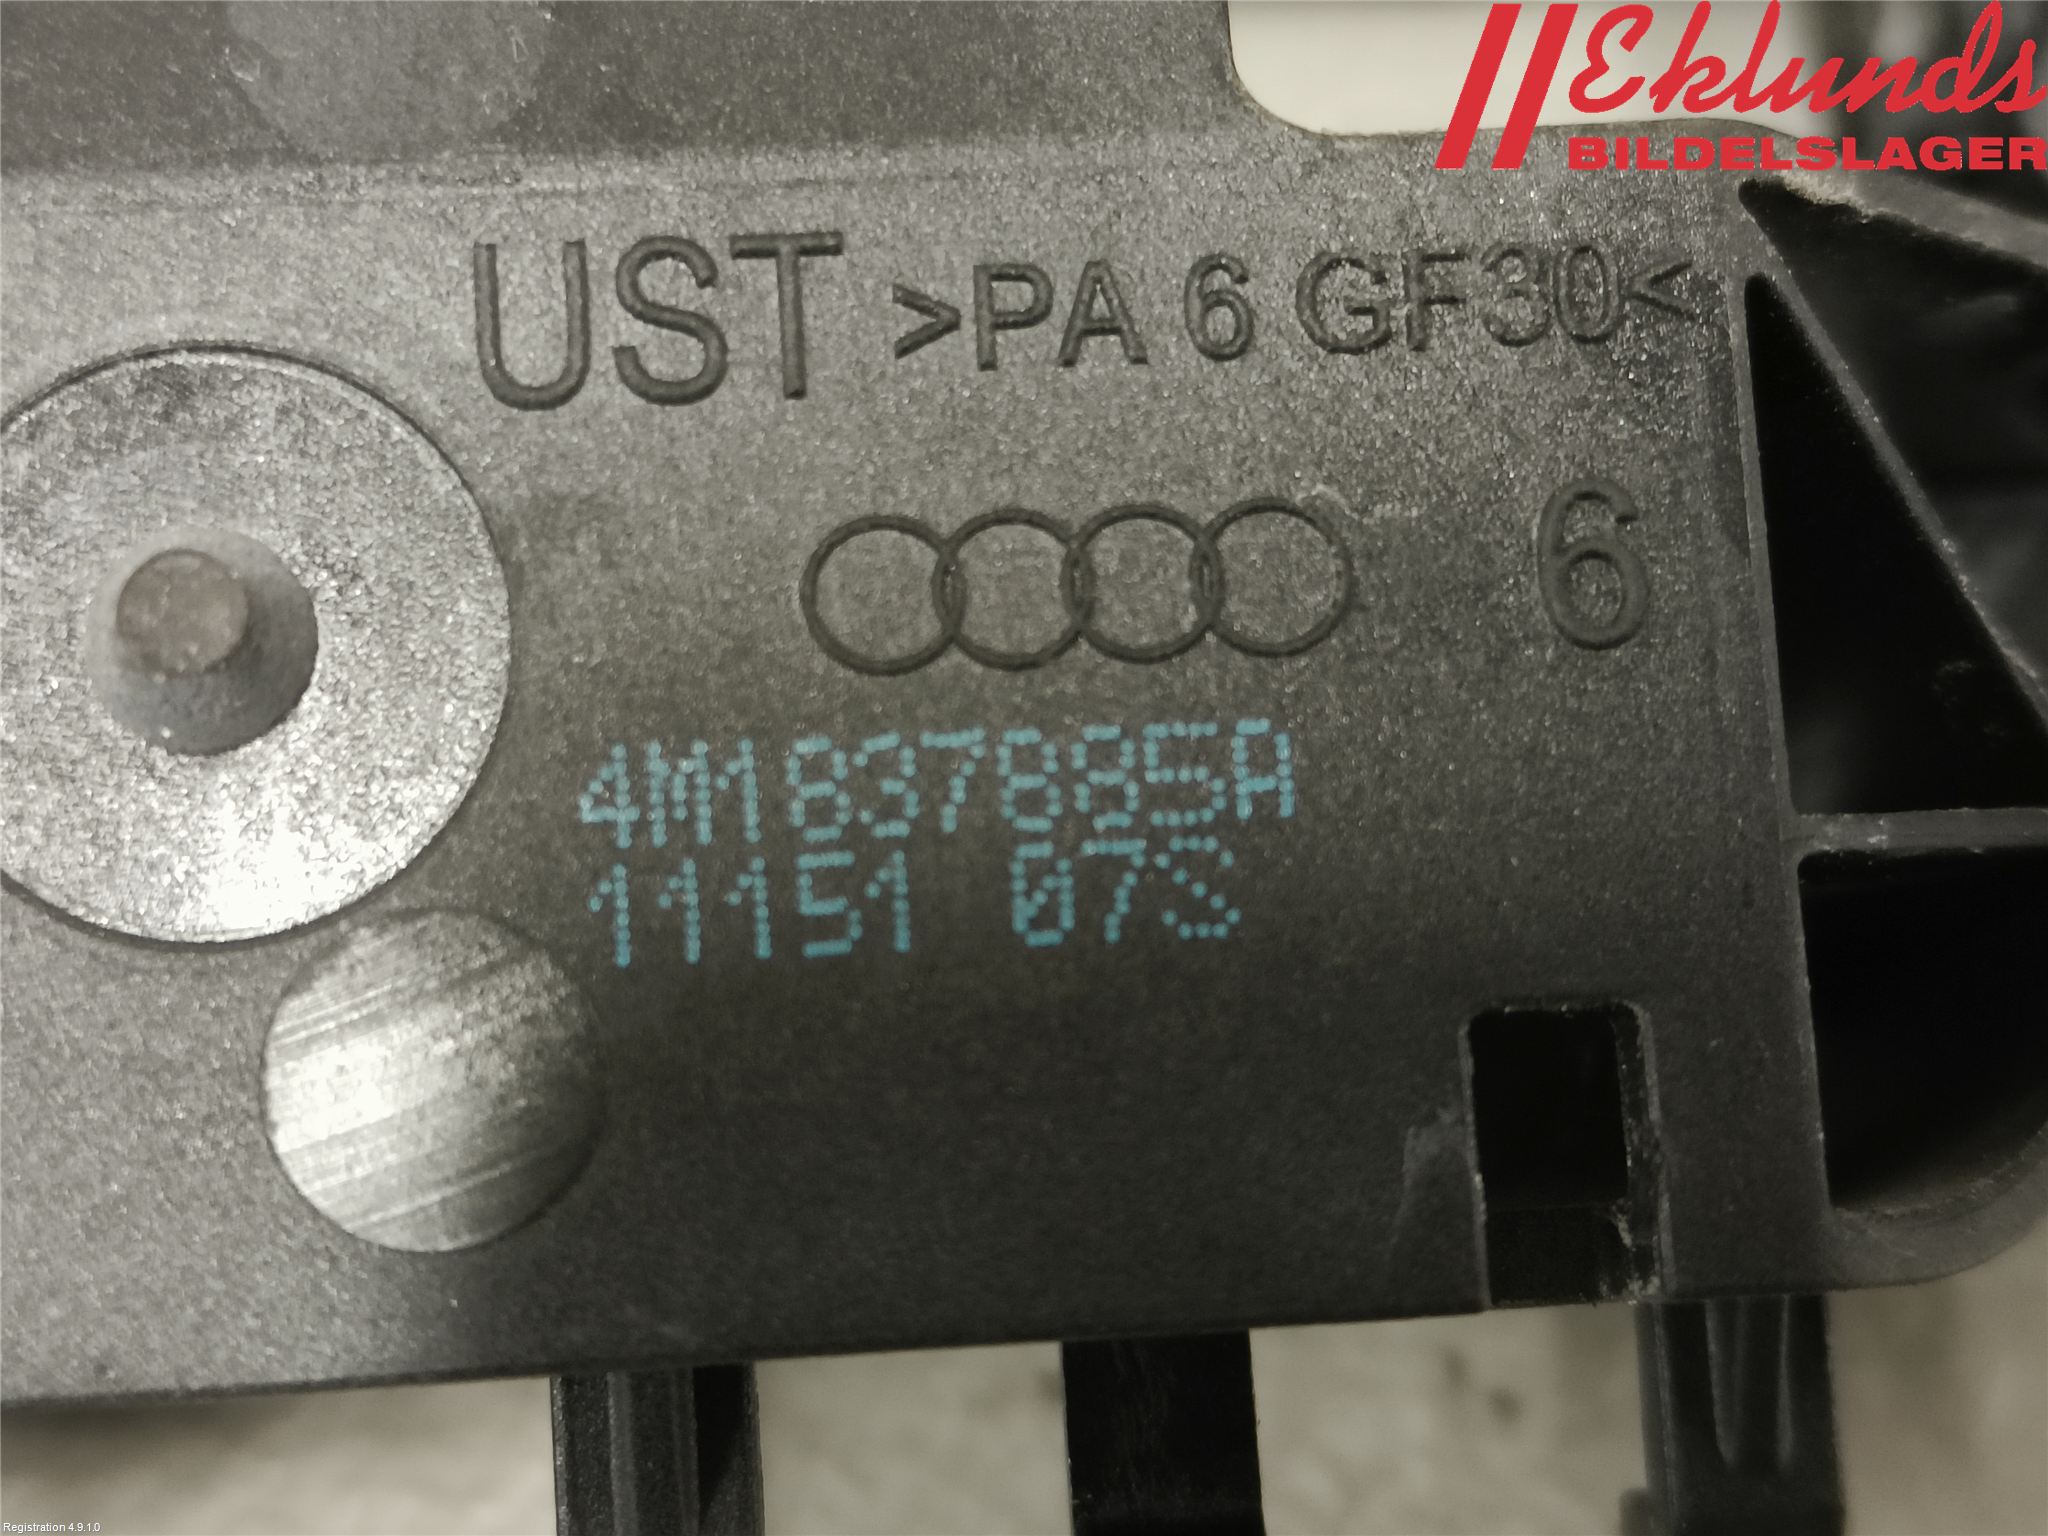 Eklunds
BILDELSLAGER
UST >PA 6 GF30<
6
4M1837885A
11151 07S
Registration 4.9.1.0